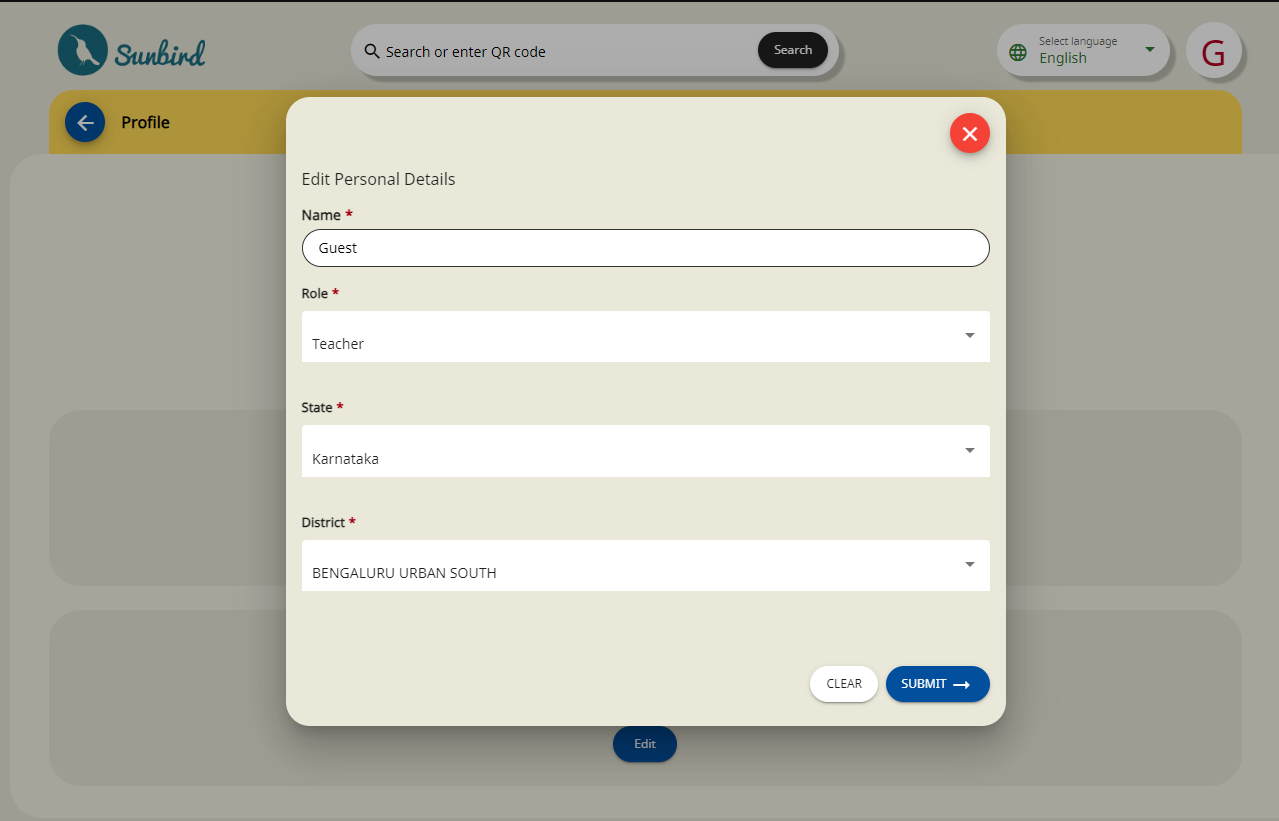 Sunbird
Search or enter QR code
Search
Select language
English
G
Profile
Edit Personal Details
Name *
Guest
Role *
Teacher
State *
Karnataka
District *
BENGALURU URBAN SOUTH
CLEAR
SUBMIT
Edit